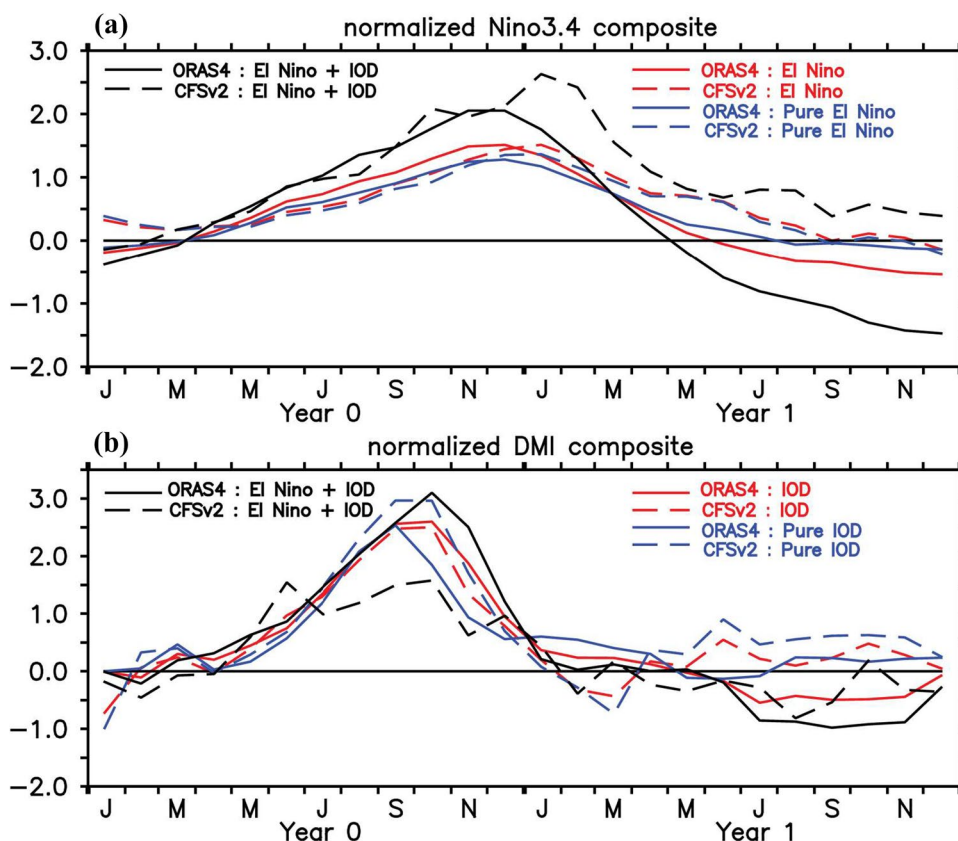 (a)
normalized Nino3.4 composite
3.0
2.0
1.0
0.0
−1.0
−2.0
ORAS4 : El Nino + IOD
CFSv2 : El Nino + IOD
ORAS4 : El Nino
CFSv2 : El Nino
ORAS4 : Pure El Nino
CFSv2 : Pure El Nino
J M M J S N J M M J S N
Year 0 Year 1
(b)
normalized DMI composite
3.0
2.0
1.0
0.0
−1.0
−2.0
ORAS4 : El Nino + IOD
CFSv2 : El Nino + IOD
ORAS4 : IOD
CFSv2 : IOD
ORAS4 : Pure IOD
CFSv2 : Pure IOD
J M M J S N J M M J S N
Year 0 Year 1